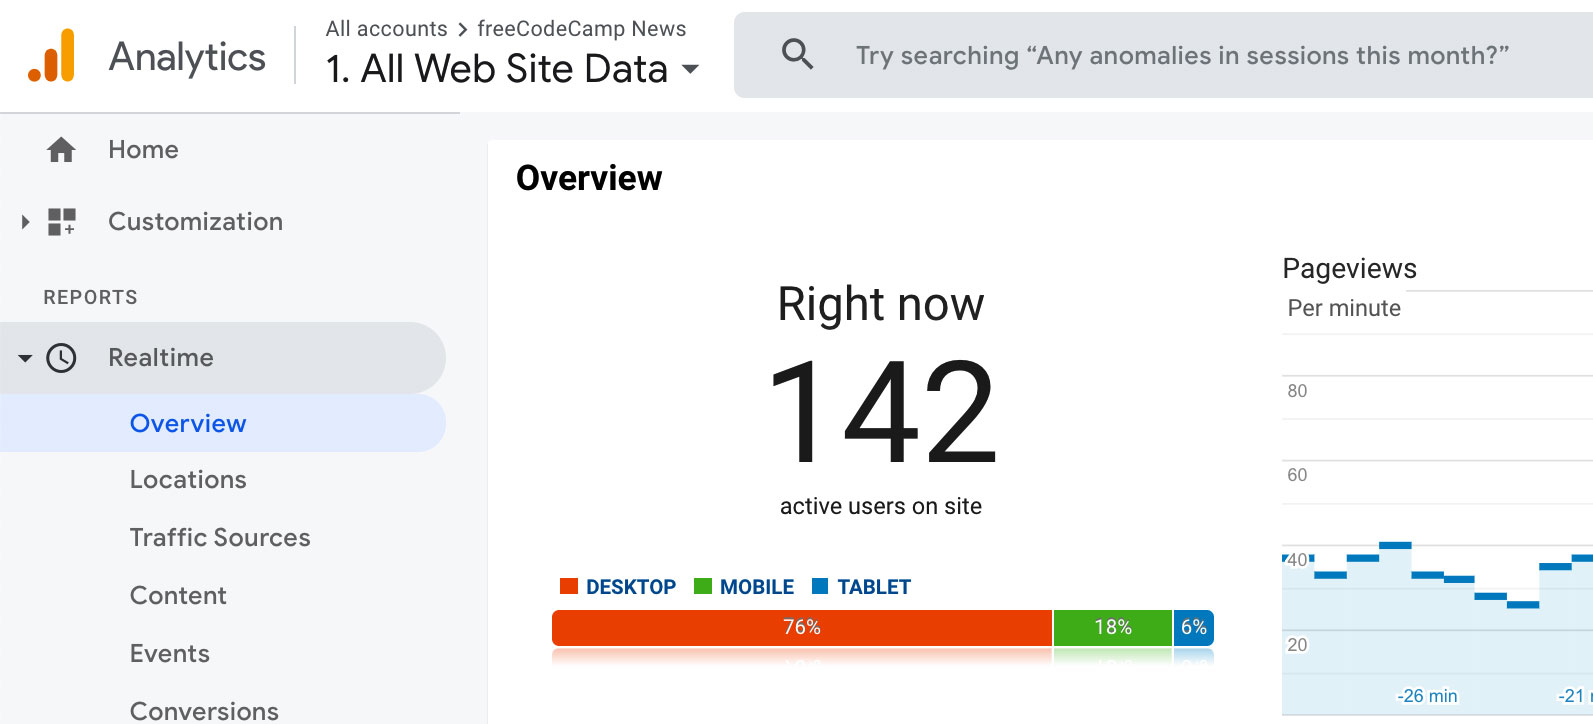 Analytics
All accounts > freeCodeCamp News
1. All Web Site Data
Try searching “Any anomalies in sessions this month?”
Home
Customization
REPORTS
Realtime
Overview
Locations
Traffic Sources
Content
Events
Conversions
Overview
Right now
142
active users on site
DESKTOP MOBILE TABLET
76% 18% 6%
Pageviews
Per minute
80
60
40
20
-26 min -21